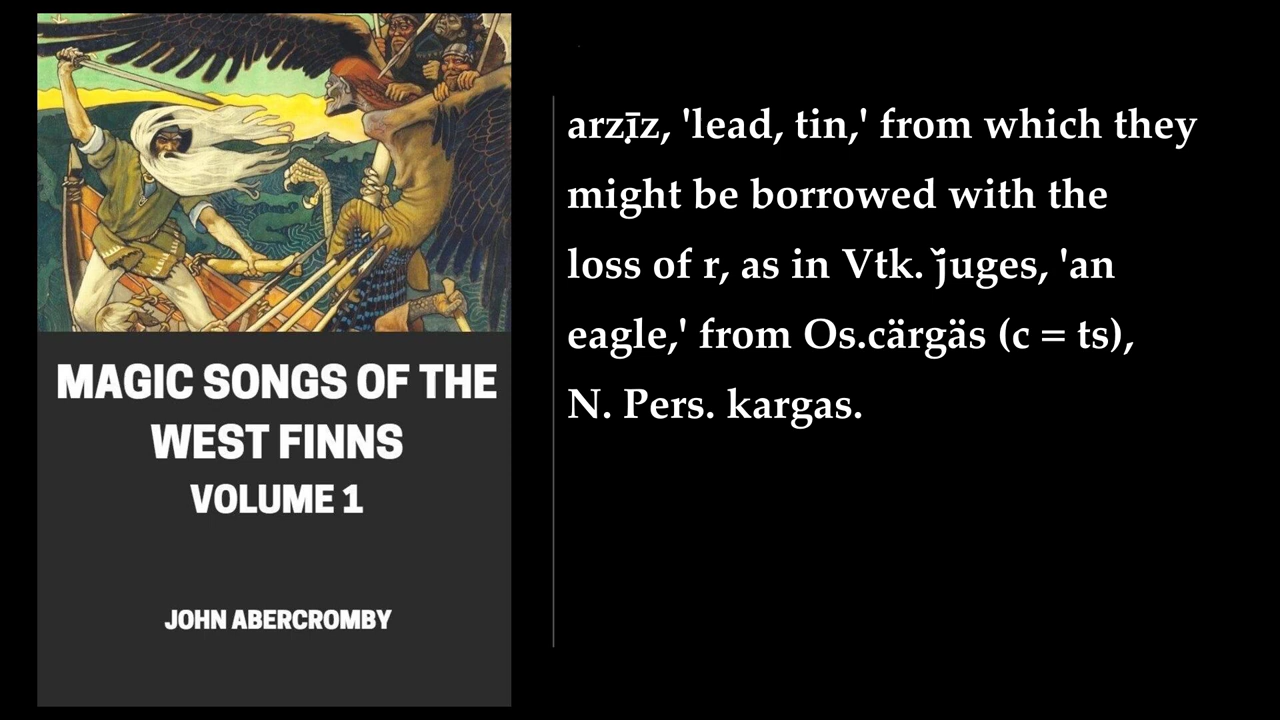 MAGIC SONGS OF THE
WEST FINNS
VOLUME 1
JOHN ABERCROMBY
arzị̄z, 'lead, tin,' from which they
might be borrowed with the
loss of r, as in Vtk. ǰuges, 'an
eagle,' from Os.cärgäs (c = ts),
N. Pers. kargas.